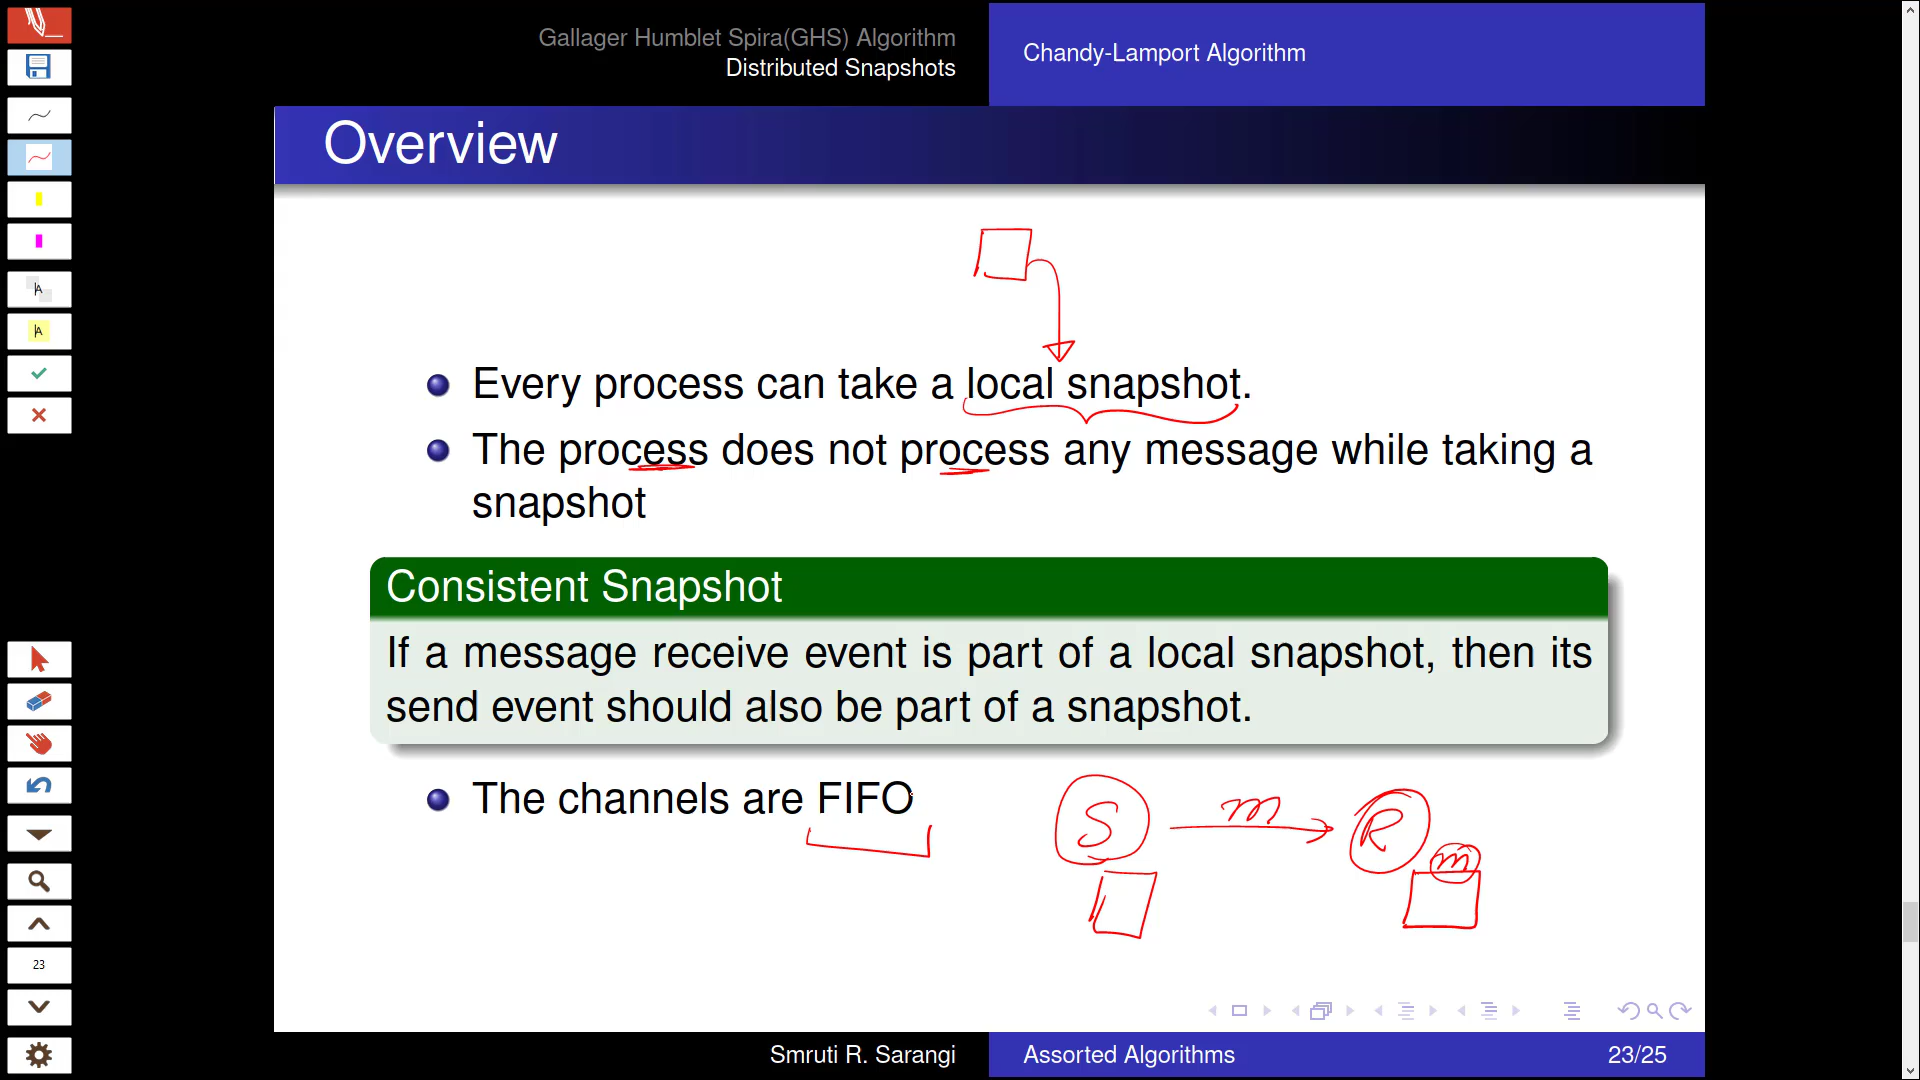 Gallager Humblet Spira(GHS) Algorithm
Distributed Snapshots
Chandy-Lamport Algorithm
Overview
Every process can take a local snapshot.
The process does not process any message while taking a
snapshot
Consistent Snapshot
If a message receive event is part of a local snapshot, then its
send event should also be part of a snapshot.
The channels are FIFO
S m R
m
23
Smruti R. Sarangi
Assorted Algorithms
23/25